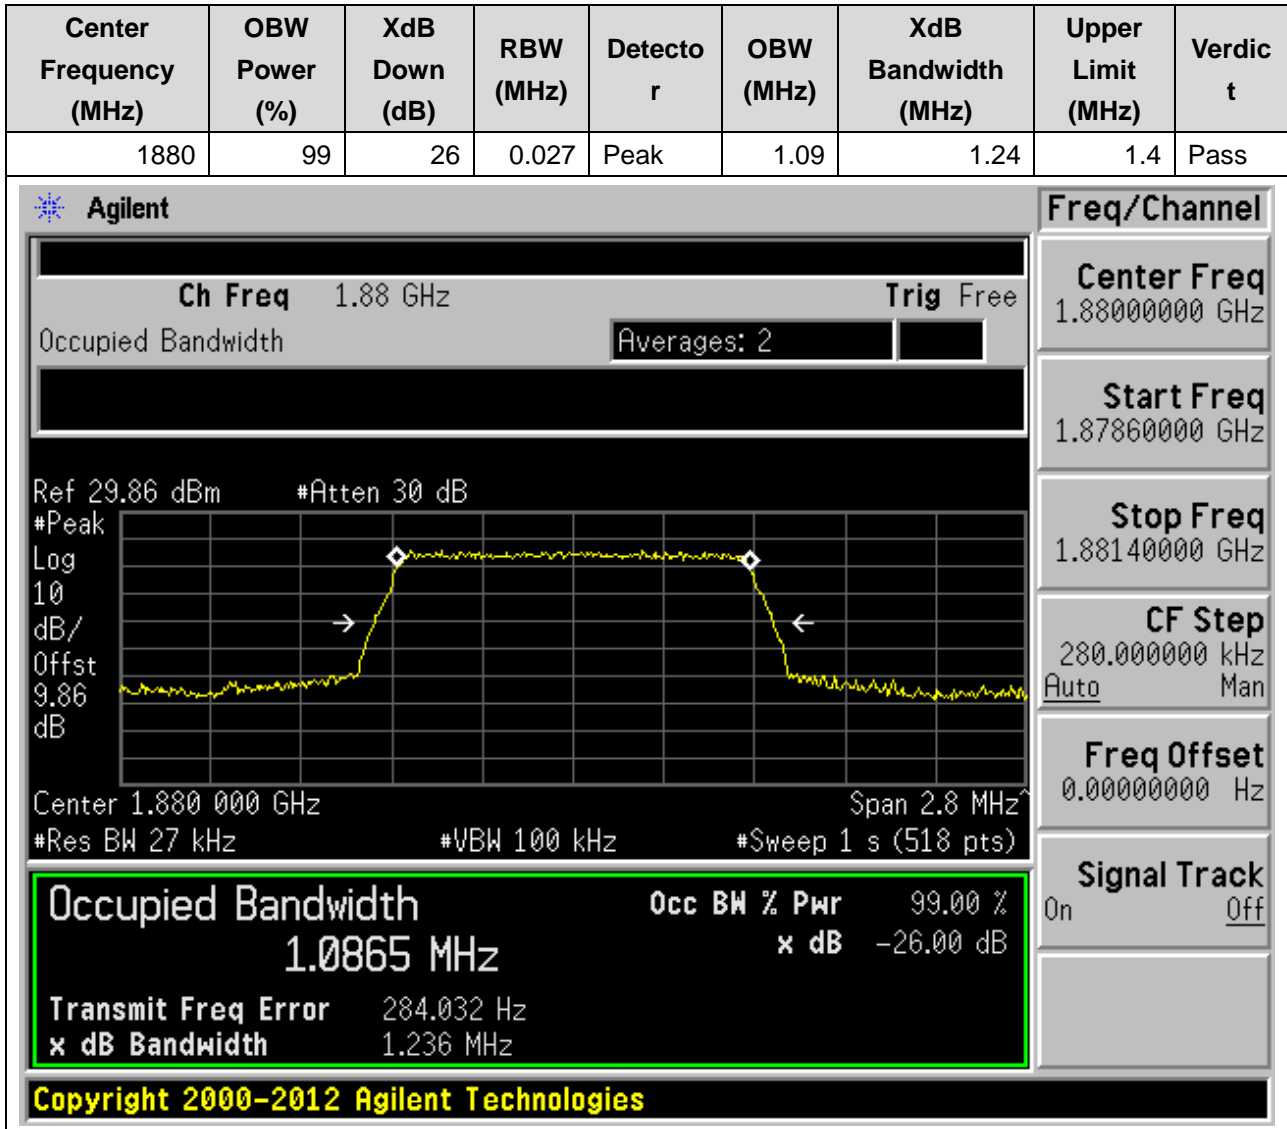 Center Frequency (MHz) OBW Power (%) XdB Down (dB) RBW (MHz) Detecto r OBW (MHz) XdB Bandwidth (MHz) Upper Limit (MHz) Verdic t
1880 99 26 0.027 Peak 1.09 1.24 1.4 Pass
Agilent
Freq/Channel
Ch Freq 1.88 GHz Trig Free
Occupied Bandwidth Averages: 2
Center Freq
1.88000000 GHz
Start Freq
1.87860000 GHz
Stop Freq
1.88140000 GHz
CF Step
280.000000 kHz
Auto Man
Freq Offset
0.00000000 Hz
Signal Track
On Off
Ref 29.86 dBm #Atten 30 dB
#Peak
Log
10
dB/
Offst
9.86
dB
Center 1.880 000 GHz Span 2.8 MHz^
#Res BW 27 kHz #VBW 100 kHz #Sweep 1 s (518 pts)
Occupied Bandwidth Occ BW % Pwr 99.00 %
1.0865 MHz x dB -26.00 dB
Transmit Freq Error 284.032 Hz
x dB Bandwidth 1.236 MHz
Copyright 2000-2012 Agilent Technologies